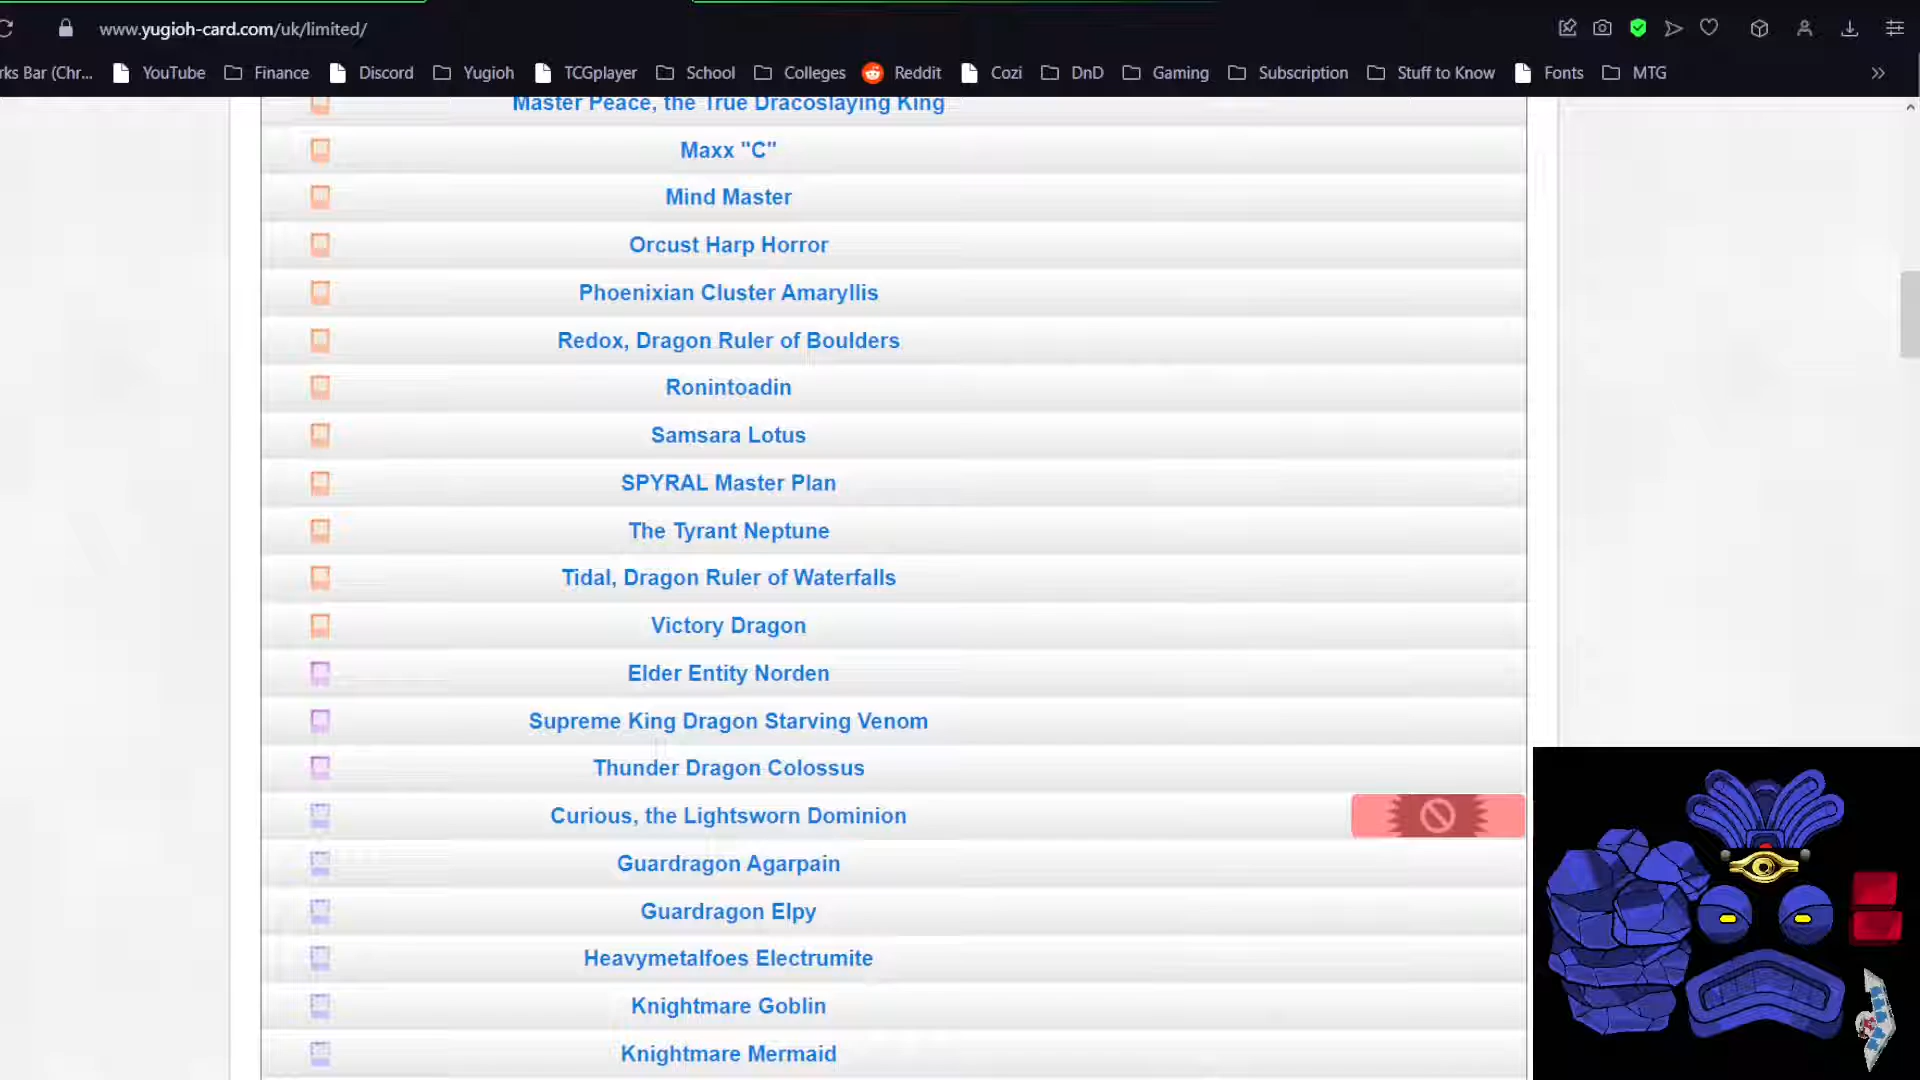 www.yugioh-card.com/uk/limited/
rks Bar (Chr... YouTube Finance Discord Yugioh TCGplayer School Colleges Reddit Cozi DnD Gaming Subscription Stuff to Know Fonts MTG
Master Peace, the True Dracoslaying King
Maxx "C"
Mind Master
Orcust Harp Horror
Phoenixian Cluster Amaryllis
Redox, Dragon Ruler of Boulders
Ronintoadin
Samsara Lotus
SPYRAL Master Plan
The Tyrant Neptune
Tidal, Dragon Ruler of Waterfalls
Victory Dragon
Elder Entity Norden
Supreme King Dragon Starving Venom
Thunder Dragon Colossus
Curious, the Lightsworn Dominion
Guardragon Agarpain
Guardragon Elpy
Heavymetalfoes Electrumite
Knightmare Goblin
Knightmare Mermaid